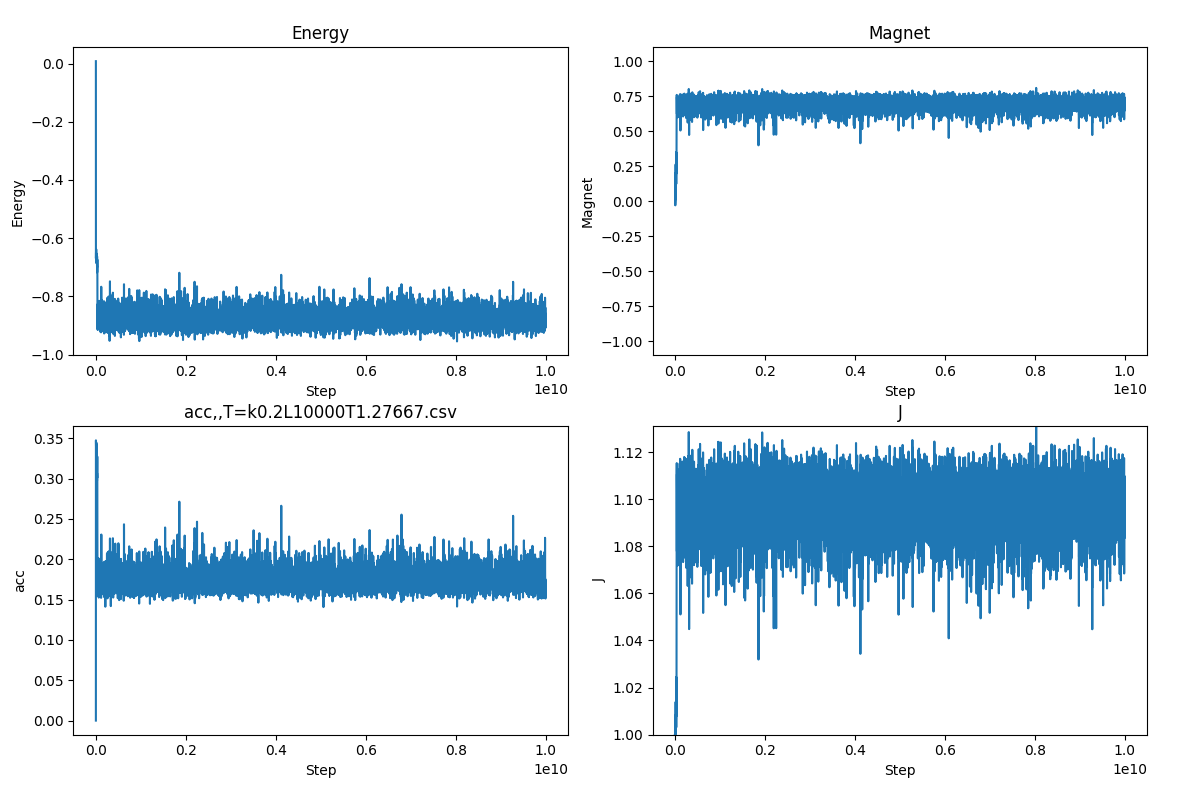 Energy
0.0
−0.2
−0.4
−0.6
−0.8
−1.0
Energy
0.0 0.2 0.4 0.6 0.8 1.0
Step
1e10
Magnet
1.00
0.75
0.50
0.25
0.00
−0.25
−0.50
−0.75
−1.00
Magnet
0.0 0.2 0.4 0.6 0.8 1.0
Step
1e10
acc,,T=k0.2L10000T1.27667.csv
0.35
0.30
0.25
0.20
0.15
0.10
0.05
0.00
acc
0.0 0.2 0.4 0.6 0.8 1.0
Step
1e10
J
1.12
1.10
1.08
1.06
1.04
1.02
1.00
J
0.0 0.2 0.4 0.6 0.8 1.0
Step
1e10